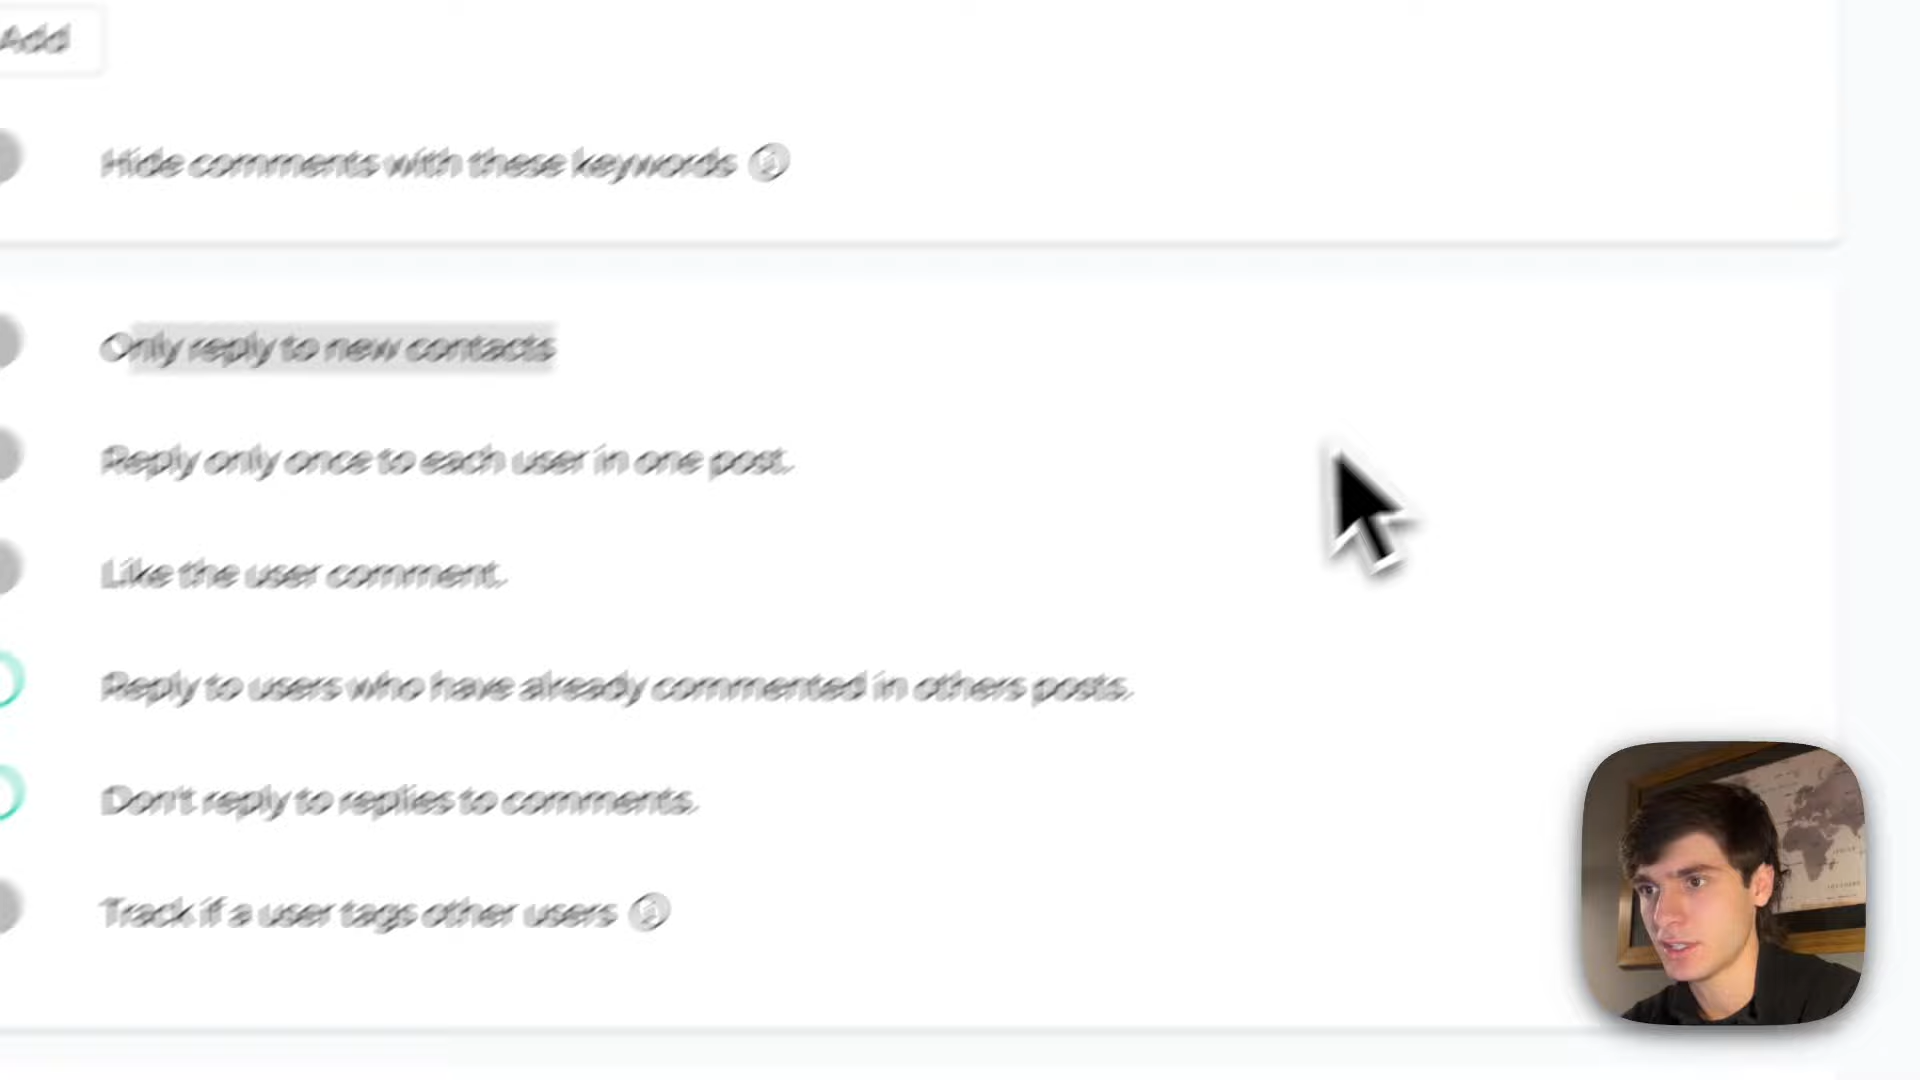 Add
Hide comments with these keywords
Only reply to new contacts
Reply only once to each user in one post.
Like the user comment.
Reply to users who have already commented in others posts.
Don't reply to replies to comments.
Track if a user tags other users